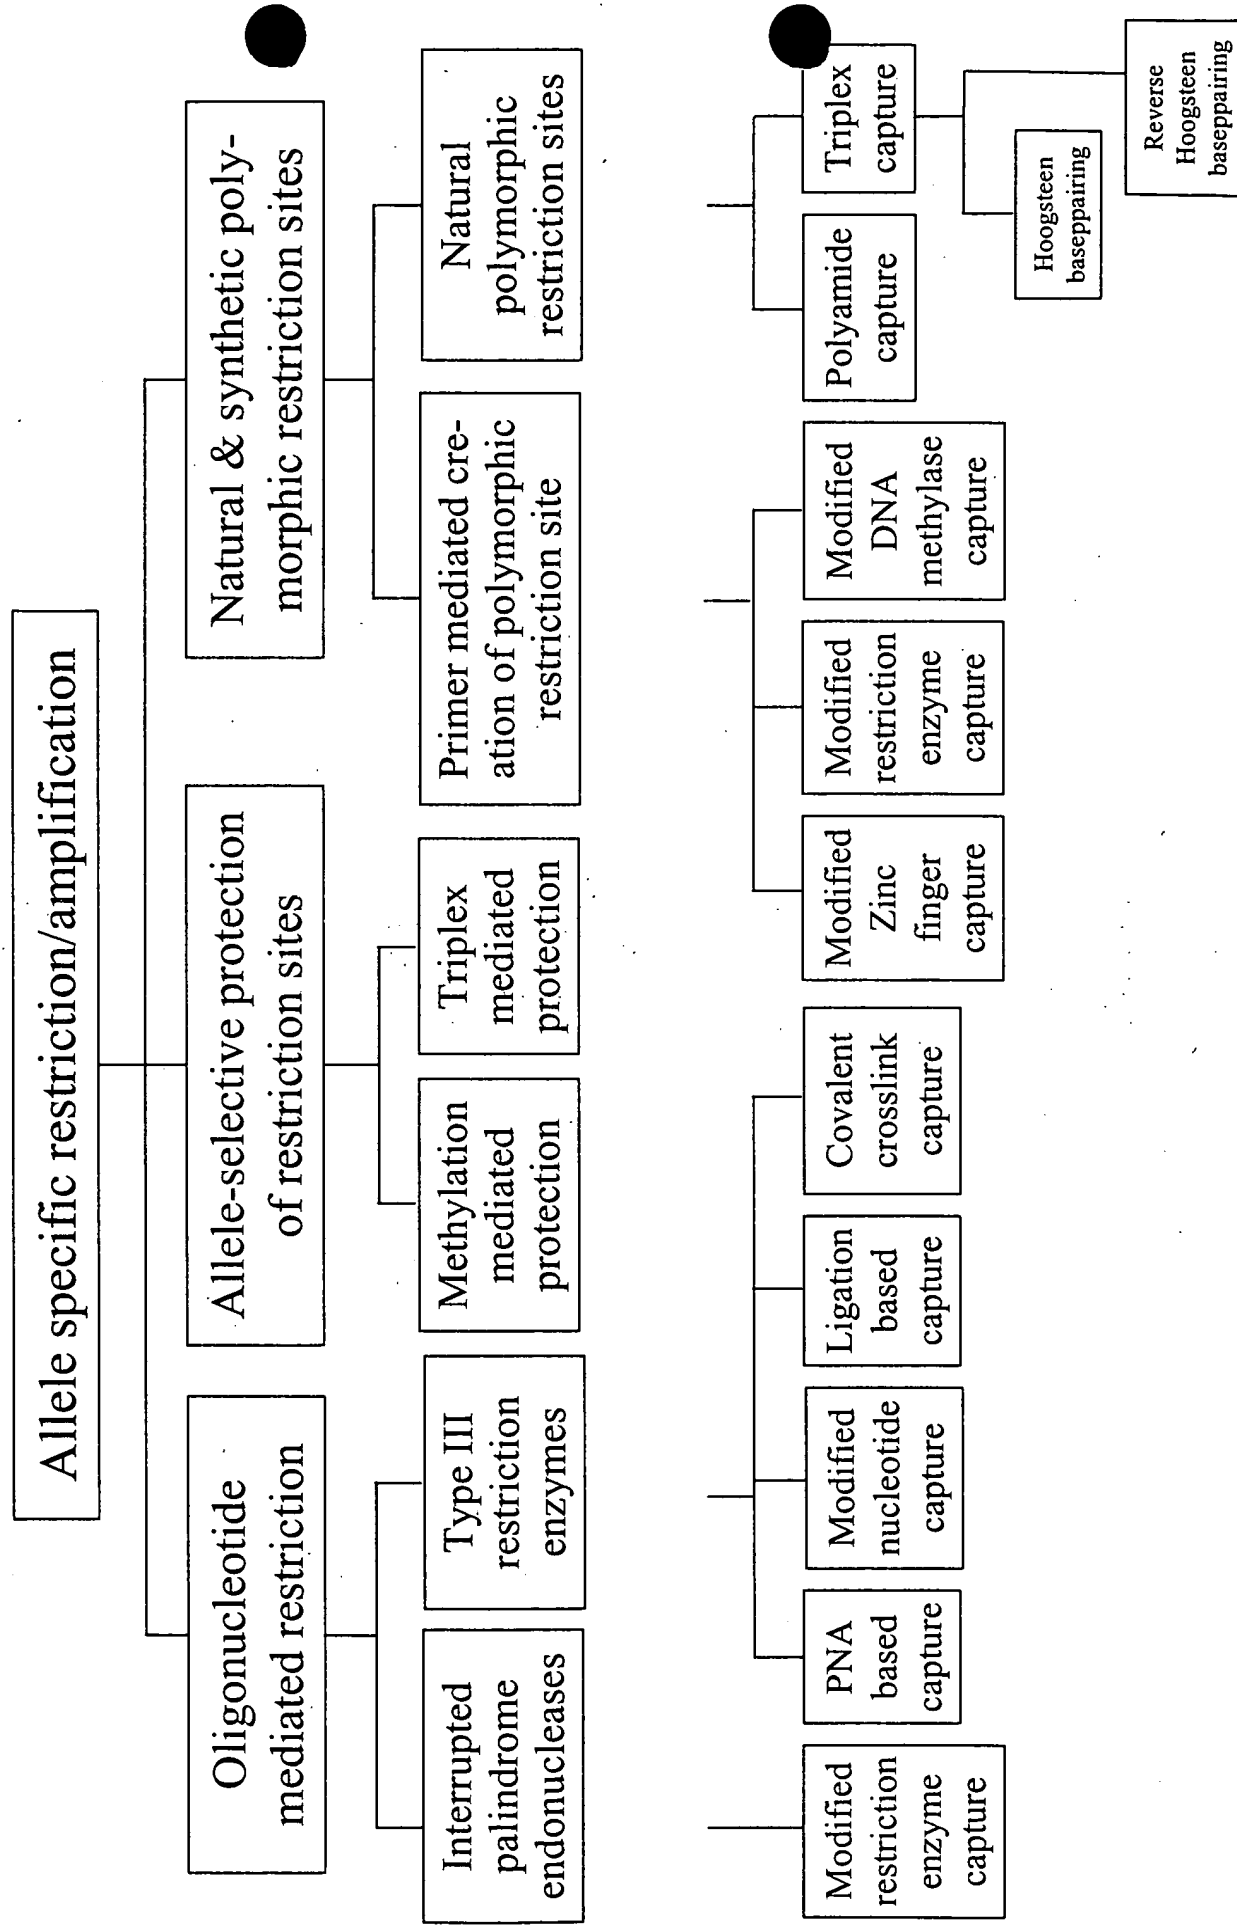 Allele specific restriction/amplification
Oligonucleotide
mediated restriction
Allele-selective protection
of restriction sites
Natural & synthetic poly-
morphic restriction sites
Interrupted
palindrome
endonucleases
Type III
restriction
enzymes
Methylation
mediated
protection
Triplex
mediated
protection
Primer mediated cre-
ation of polymorphic
restriction site
Natural
polymorphic
restriction sites
Modified
restriction
enzyme
capture
PNA
based
capture
Modified
nucleotide
capture
Ligation
based
capture
Covalent
crosslink
capture
Modified
Zinc
finger
capture
Modified
restriction
enzyme
capture
Modified
DNA
methylase
capture
Polyamide
capture
Triplex
capture
Hoogsteen
baseppairing
Reverse
Hoogsteen
baseppairing